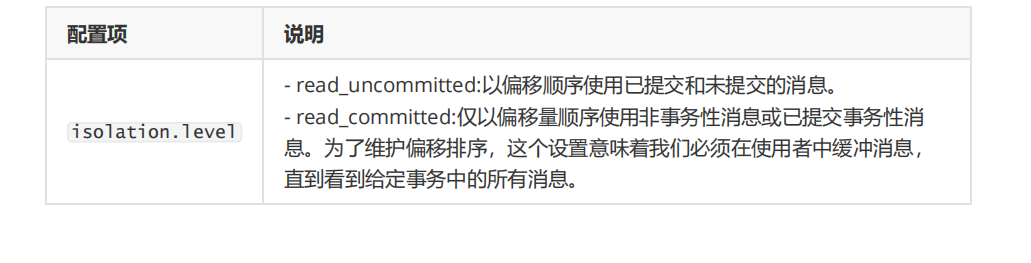 配置项 说明
- read_uncommitted:以偏移顺序使用已提交和未提交的消息。
isolation.level
- read_committed:仅以偏移量顺序使用非事务性消息或已提交事务性消
息。为了维护偏移排序，这个设置意味着我们必须在使用者中缓冲消息，
直到看到给定事务中的所有消息。